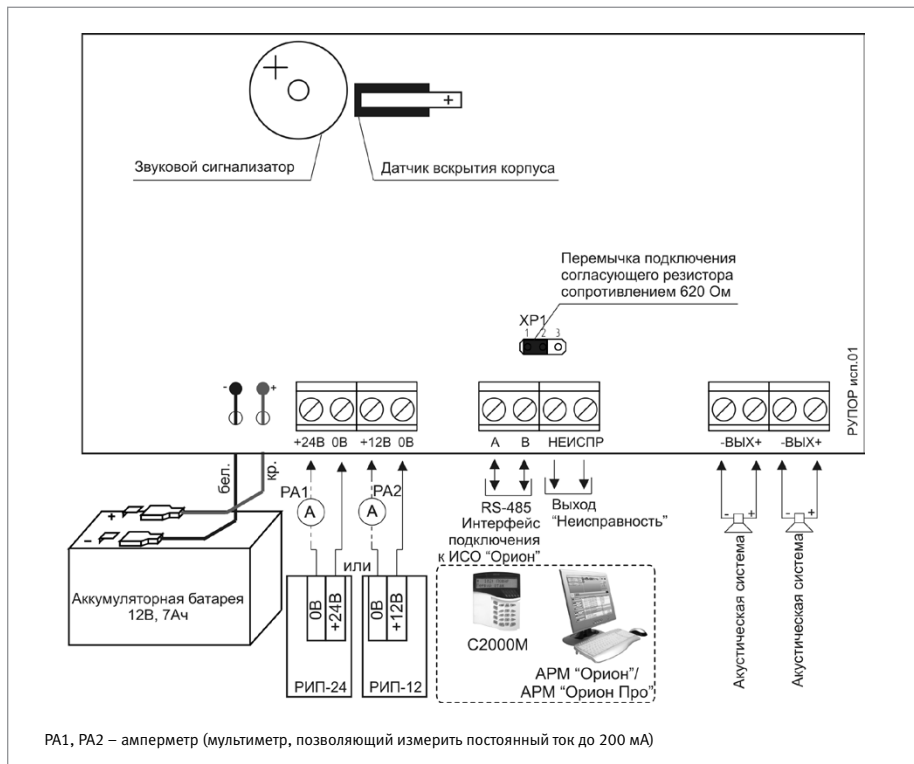 Звуковой сигнализатор
Датчик вскрытия корпуса
Перемычка подключения
согласующего резистора
сопротивлением 620 Ом
XP1
1 2 3
РУПОР исп.01
- +
+24В 0В +12В 0В
А В НЕИСПР
-ВЫХ+ -ВЫХ+
бел.
кр.
PA1
A
PA2
A
RS-485
Интерфейс
подключения
к ИСО “Орион”
Выход
“Неисправность”
- +
- +
Акустическая система
Акустическая система
+
-
Аккумуляторная батарея
12В, 7Ач
или
0В
+24В
0В
+12В
РИП-24
РИП-12
С2000М
АРМ “Орион”/
АРМ “Орион Про”
PA1, PA2 – амперметр (мультиметр, позволяющий измерить постоянный ток до 200 мА)